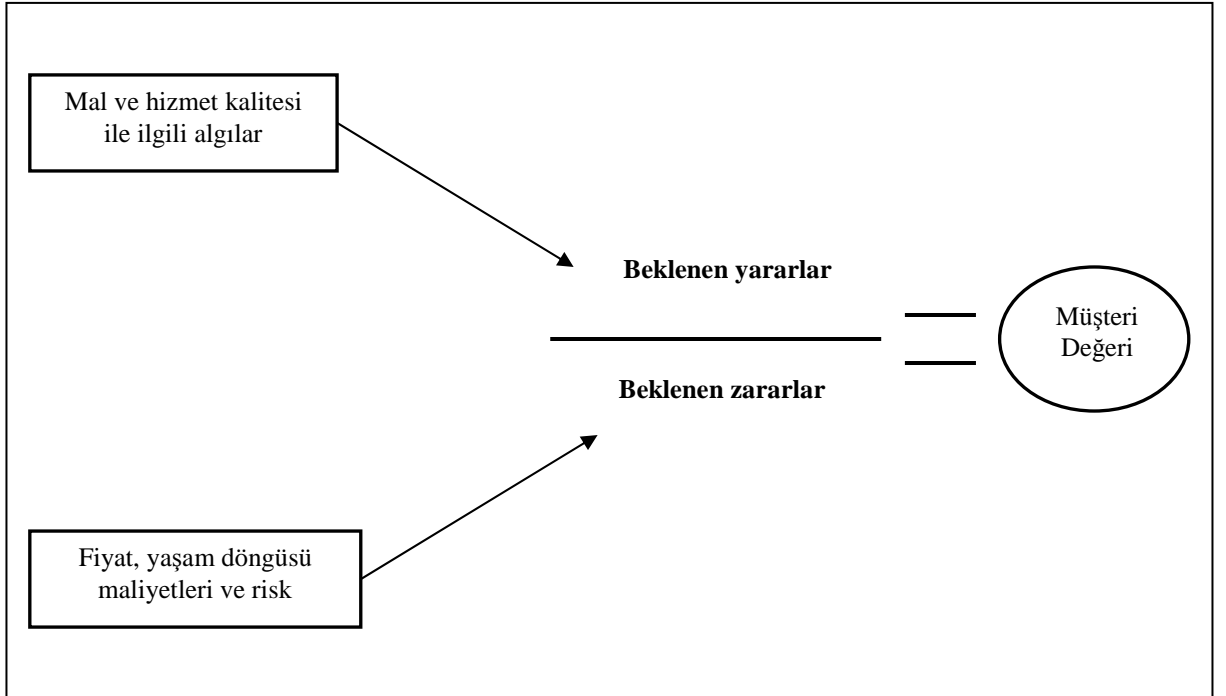 Mal ve hizmet kalitesi
ile ilgili algılar
Beklenen yararlar
Beklenen zararlar
Müşteri
Değeri
Fiyat, yaşam döngüsü
maliyetleri ve risk